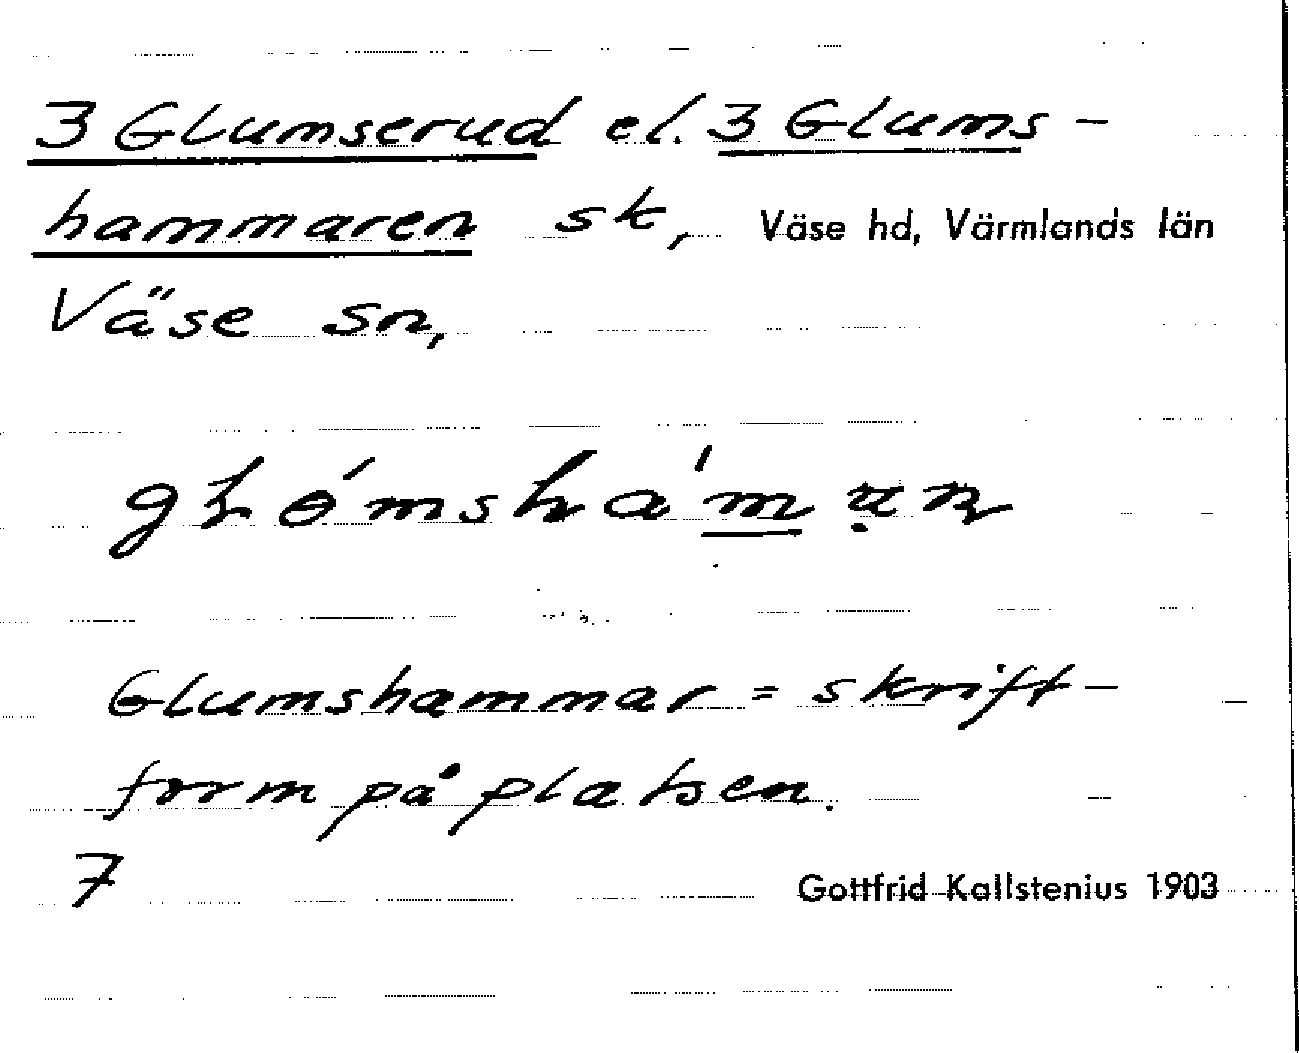 3 Glumserud el. 3 Glums-
hammaren sk, Väse hd, Värmlands län
Väse sn,
Glumshammar = skrift-
form på platsen.
7
Gottfrid Kallstenius 1903